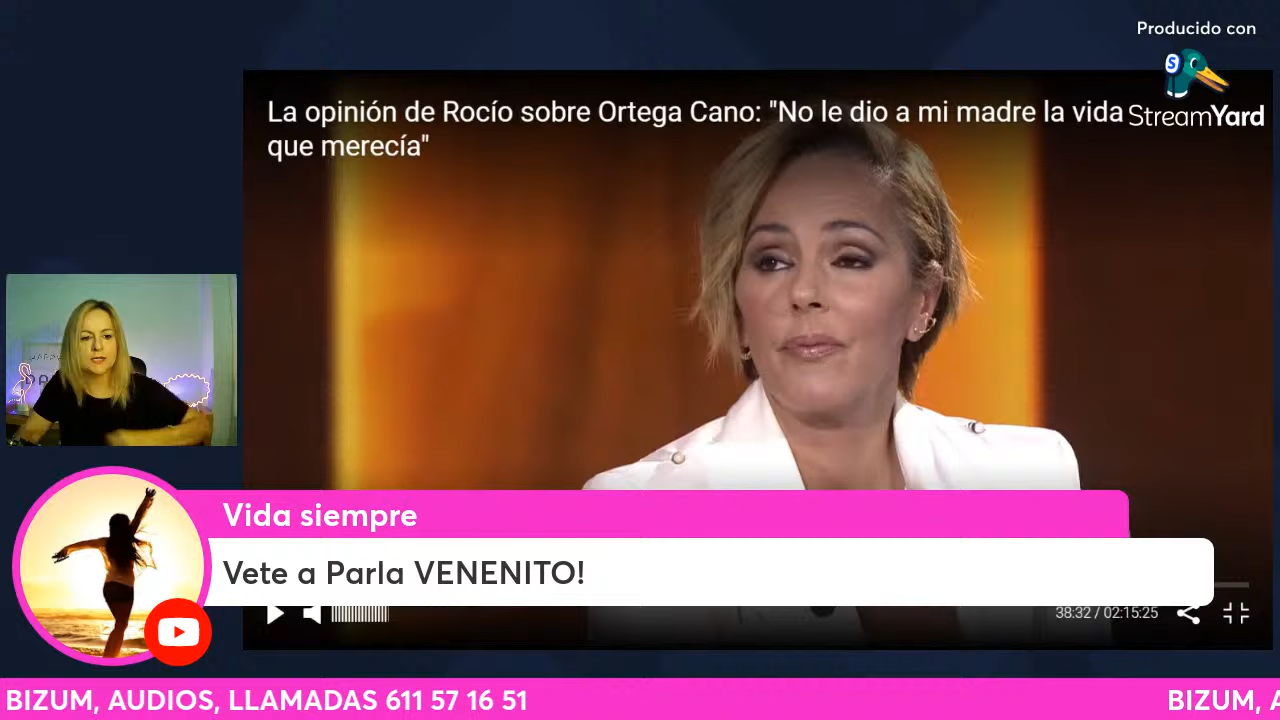 Producido con
StreamYard
La opinión de Rocío sobre Ortega Cano: "No le dio a mi madre la vida
que merecía"
Vida siempre
Vete a Parla VENENITO!
38:32 / 02:15:25
BIZUM, AUDIOS, LLAMADAS 611 57 16 51
BIZUM, A